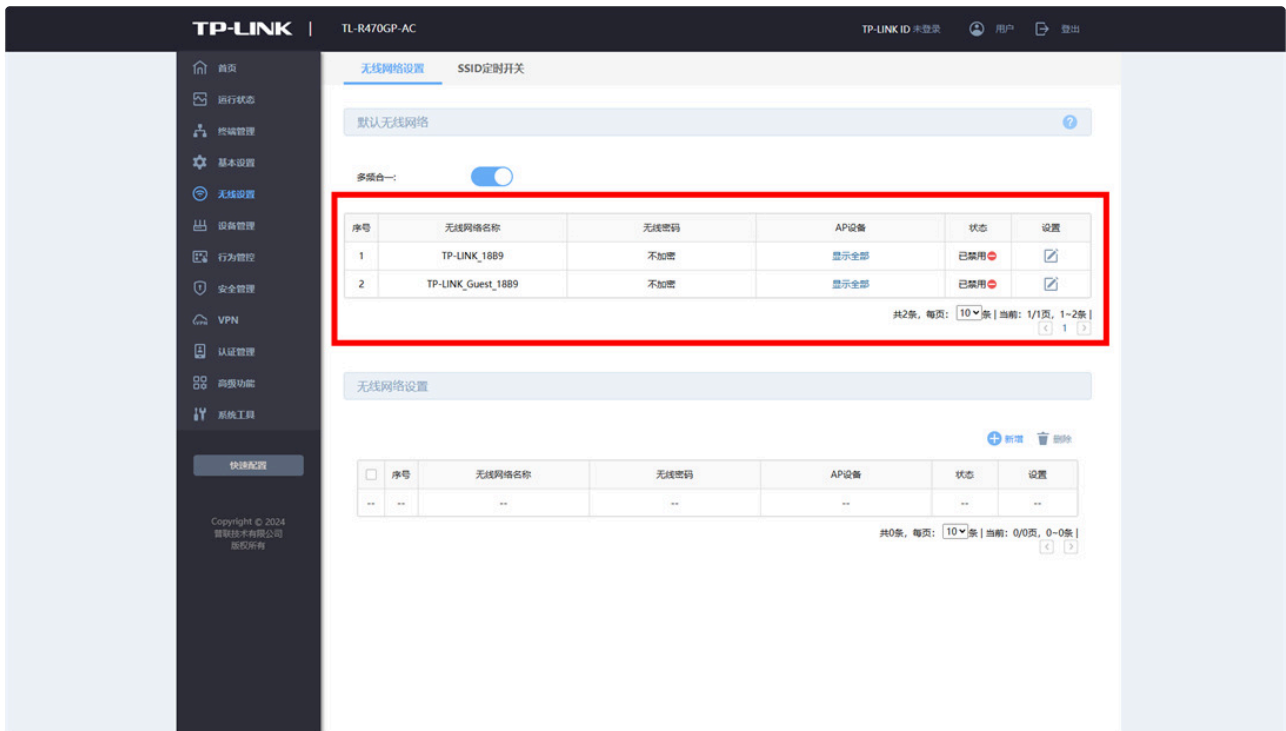 TP-LINK | TL-R470GP-AC TP-LINK ID 未登录 用户 登出
首页
运行状态
终端管理
基本设置
无线设置
设备管理
行为管控
安全管理
VPN
认证管理
高级功能
系统工具
快速配置
Copyright © 2024
普联技术有限公司
版权所有
无线网络设置 SSID定时开关
默认无线网络 ?
多频合一:
序号 无线网络名称 无线密码 AP设备 状态 设置
1 TP-LINK_18B9 不加密 显示全部 已禁用
2 TP-LINK_Guest_18B9 不加密 显示全部 已禁用
共2条，每页： 10 条 | 当前：1/1页，1~2条 |
< 1 >
无线网络设置
新增 删除
序号 无线网络名称 无线密码 AP设备 状态 设置
-- -- -- -- -- -- --
共0条，每页： 10 条 | 当前：0/0页，0~0条 |
< >